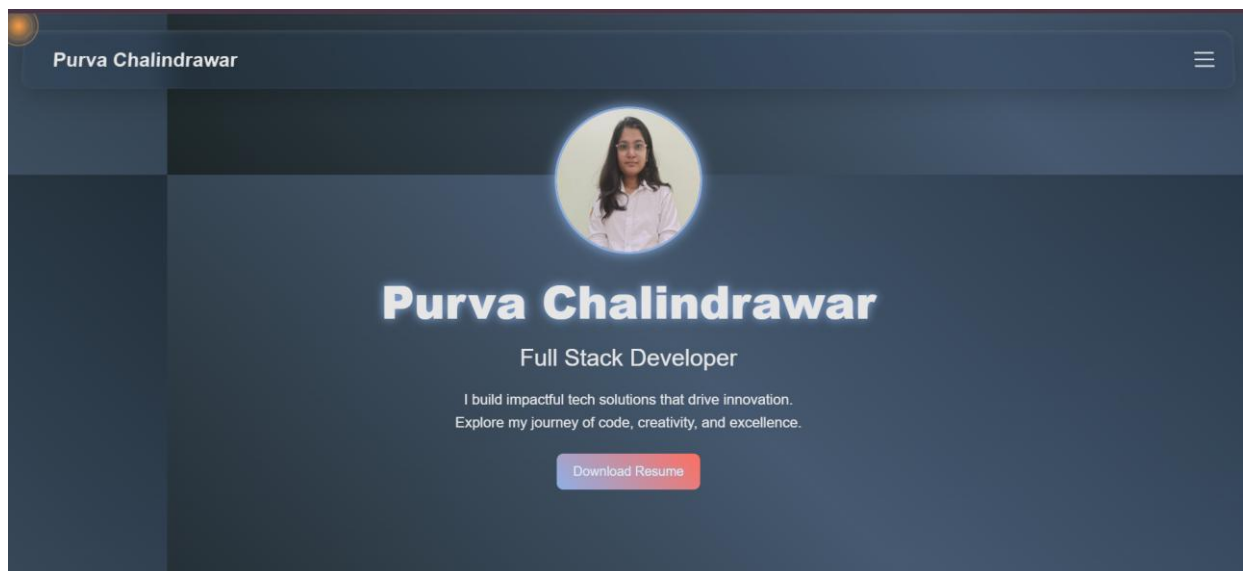 Purva Chalindrawar
Purva Chalindrawar
Full Stack Developer
I build impactful tech solutions that drive innovation.
Explore my journey of code, creativity, and excellence.
Download Resume